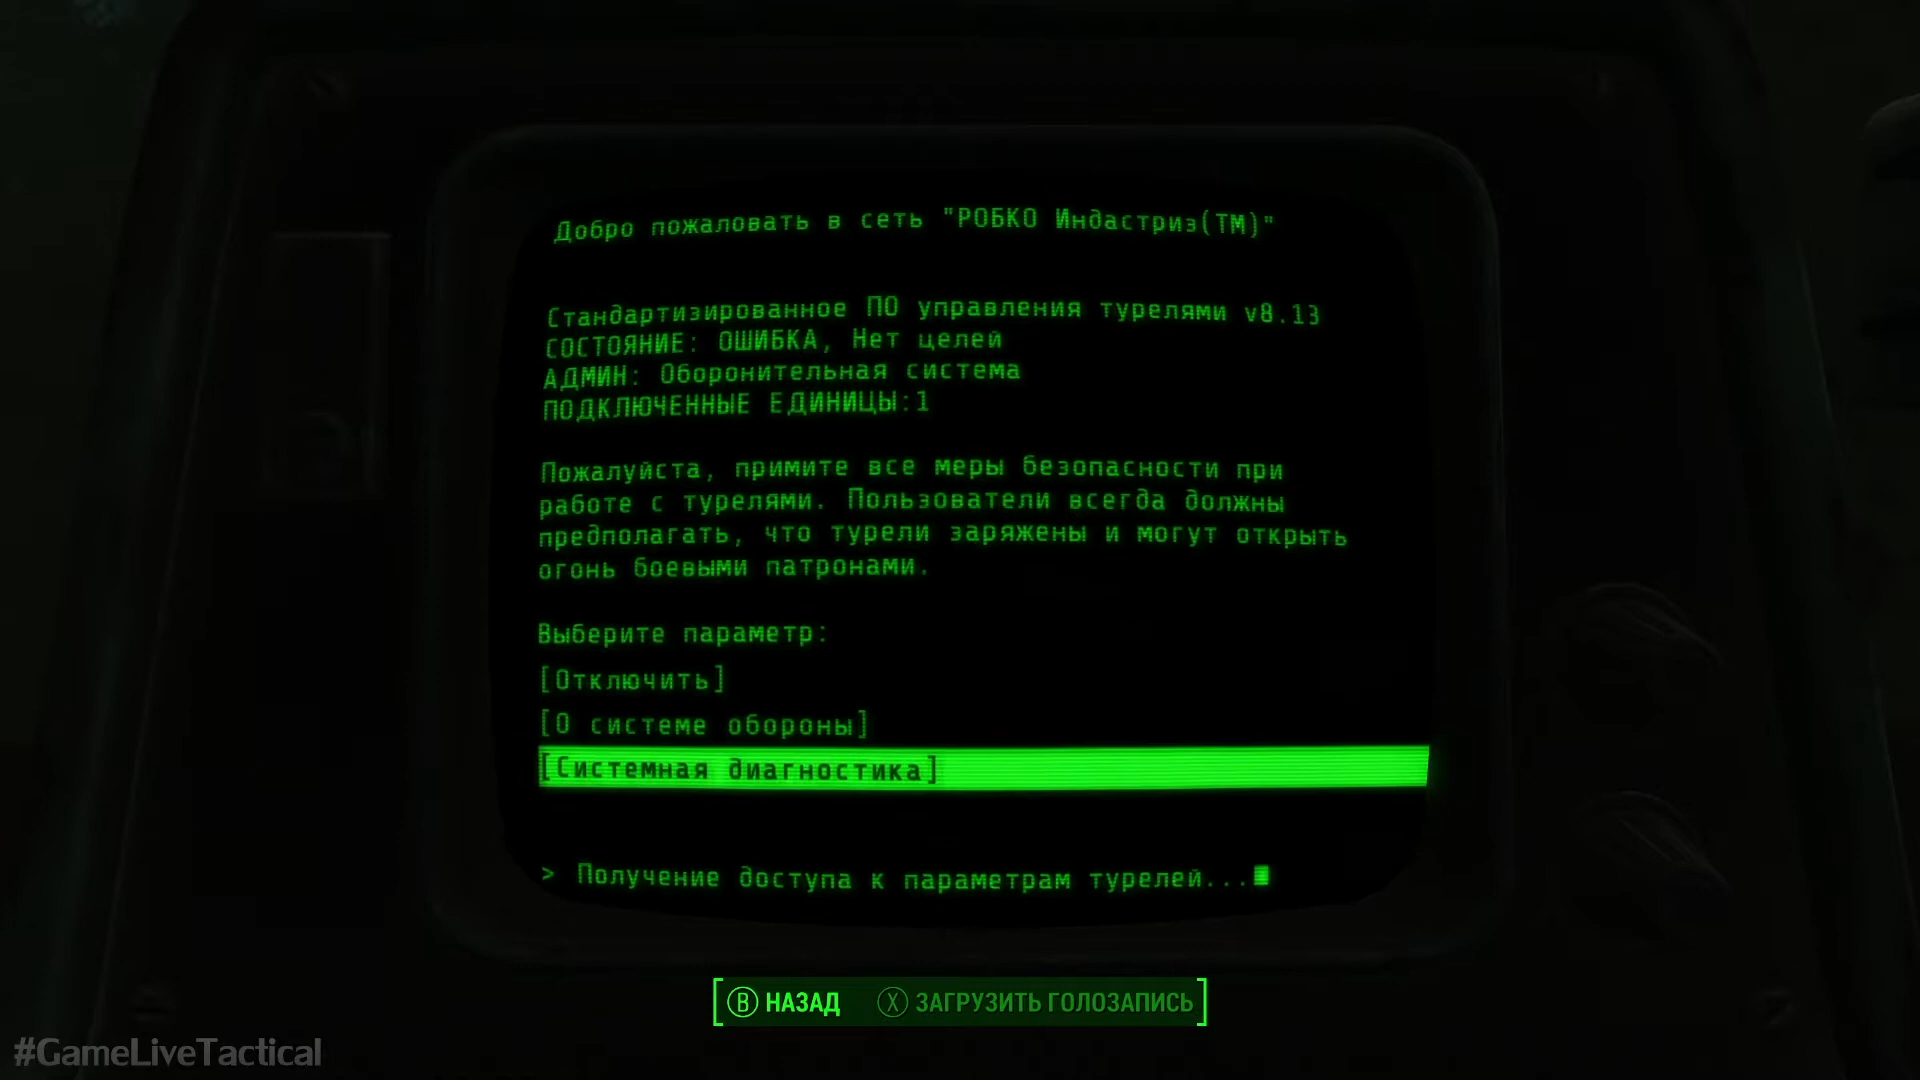 Добро пожаловать в сеть "РОБКО Индастриз(ТМ)"
Стандартизированное ПО управления турелями v8.13
СОСТОЯНИЕ: ОШИБКА, Нет целей
АДМИН: Оборонительная система
ПОДКЛЮЧЕННЫЕ ЕДИНИЦЫ:1
Пожалуйста, примите все меры безопасности при
работе с турелями. Пользователи всегда должны
предполагать, что турели заряжены и могут открыть
огонь боевыми патронами.
Выберите параметр:
[Отключить]
[О системе обороны]
[Системная диагностика]
> Получение доступа к параметрам турелей...
B НАЗАД X ЗАГРУЗИТЬ ГОЛОЗАПИСЬ
#GameLiveTactical